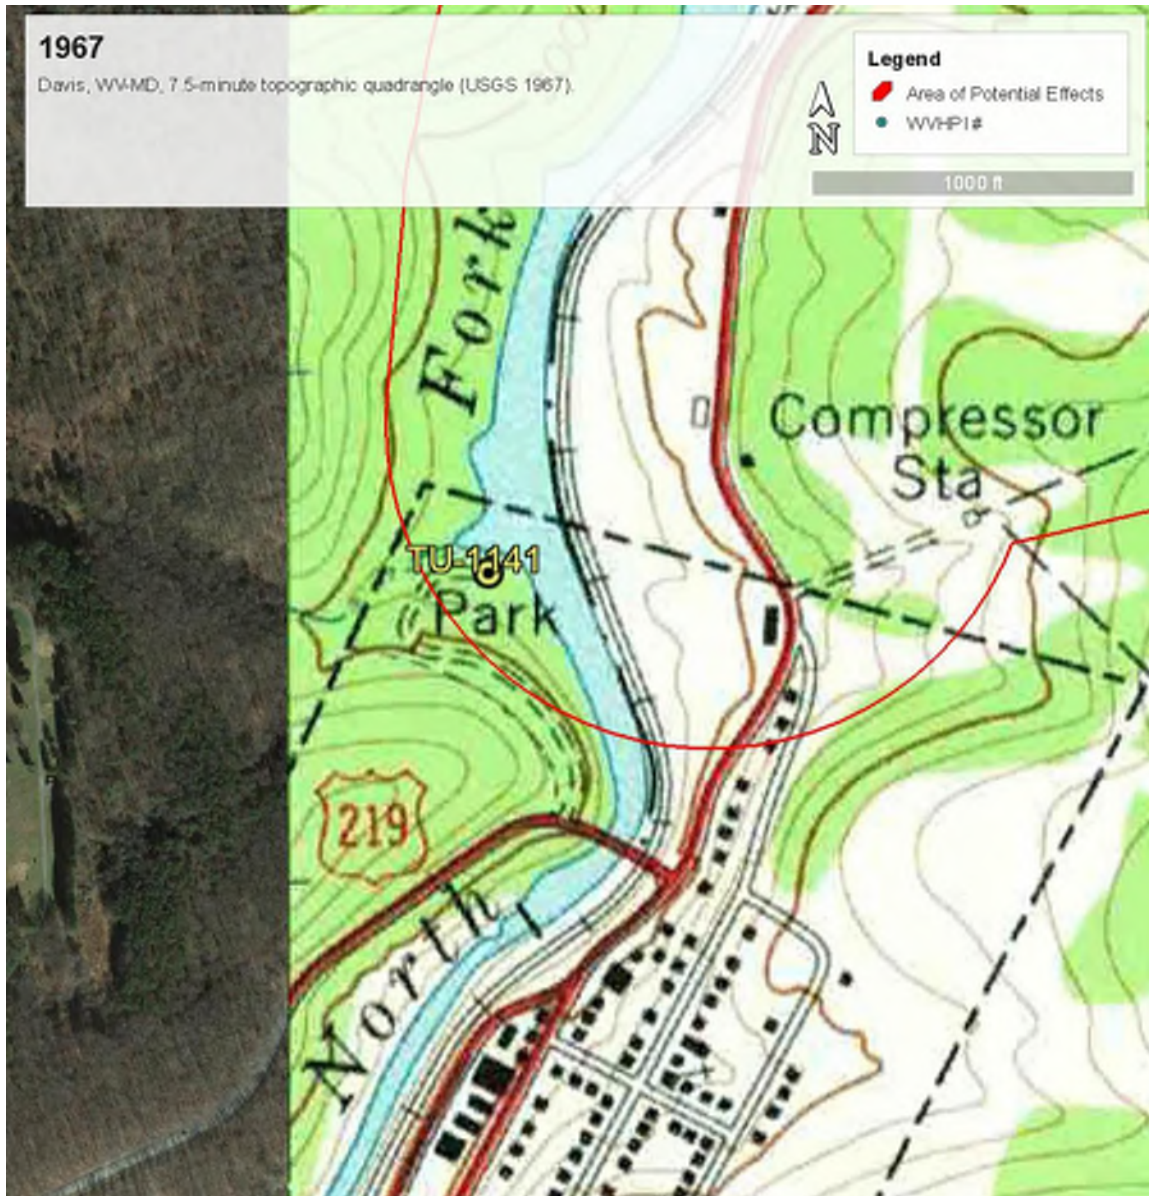 1967
Davis, WV-MD, 7.5-minute topographic quadrangle (USGS 1967).
Legend
Area of Potential Effects
WVHPI #
N
1000 ft
Fork
Compressor
Sta
TU-1141
Park
219
North